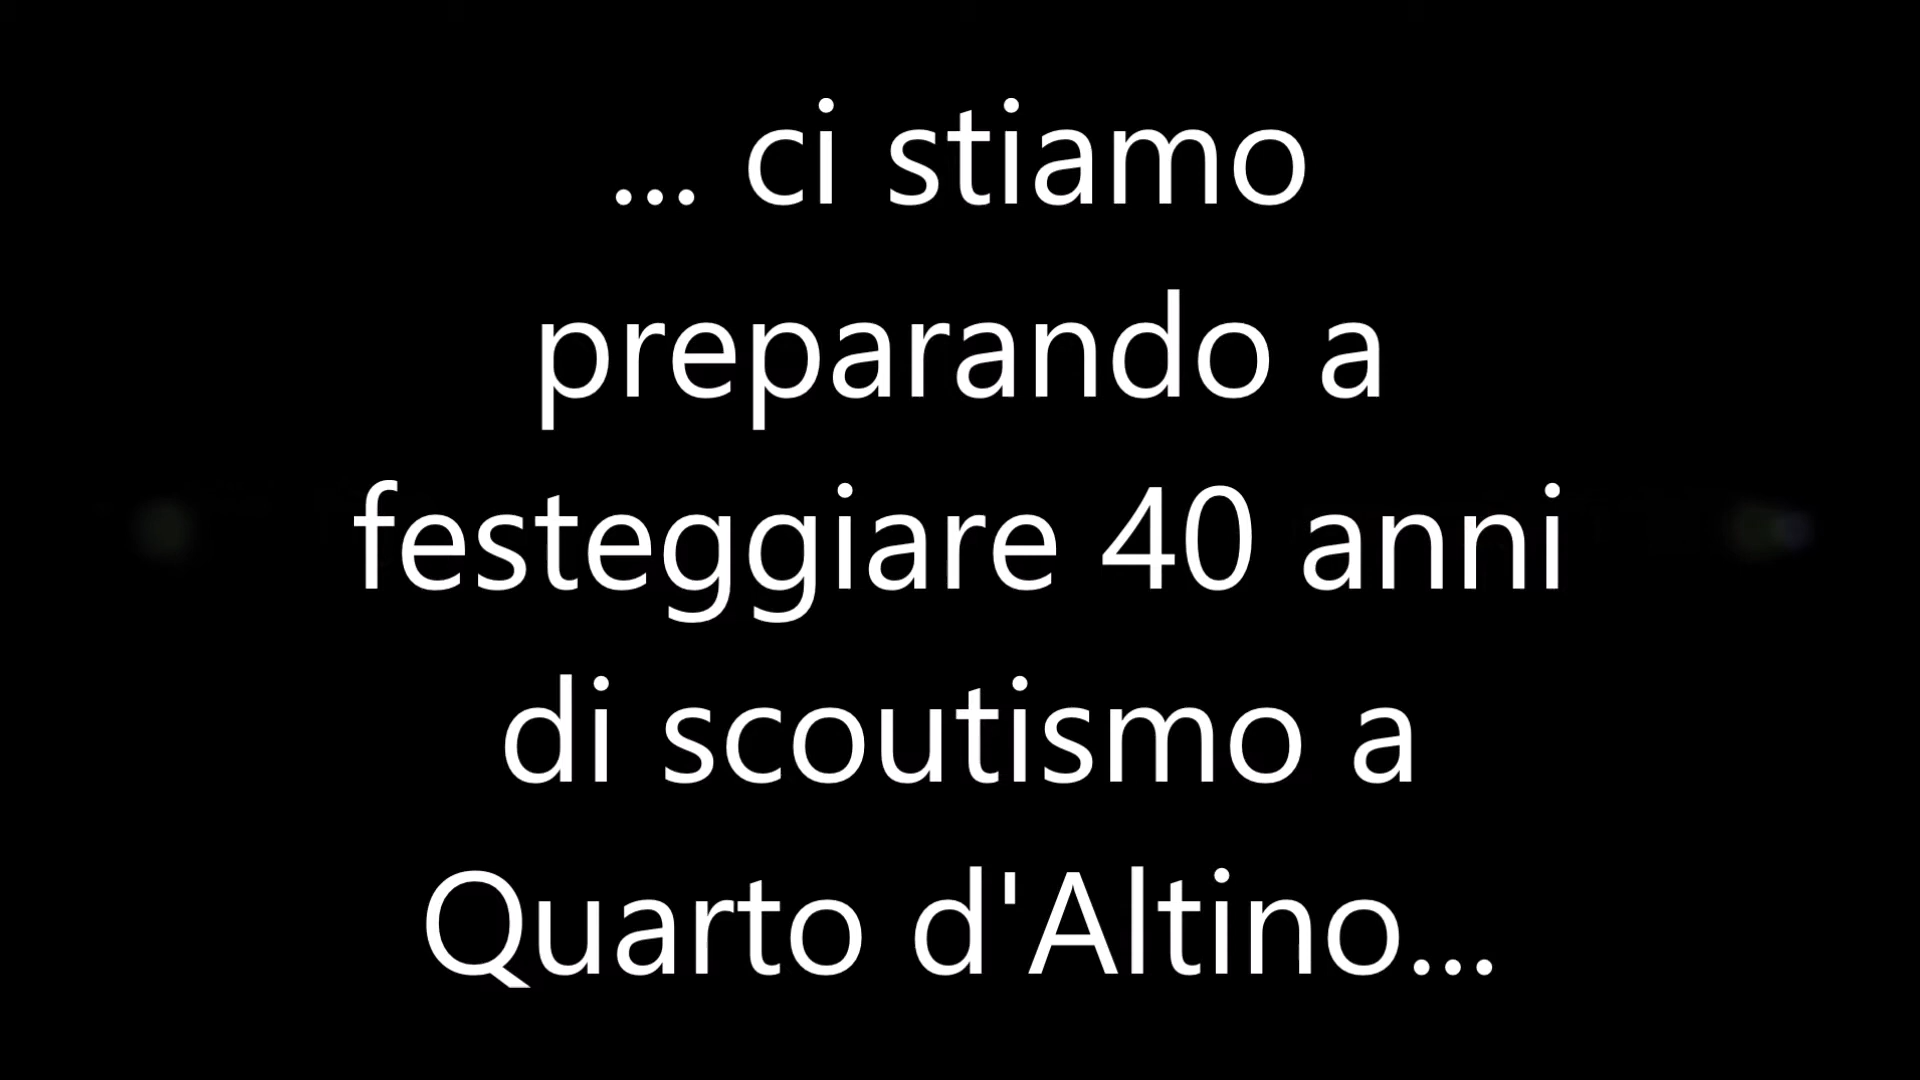 ... ci stiamo
preparando a
festeggiare 40 anni
di scoutismo a
Quarto d'Altino...